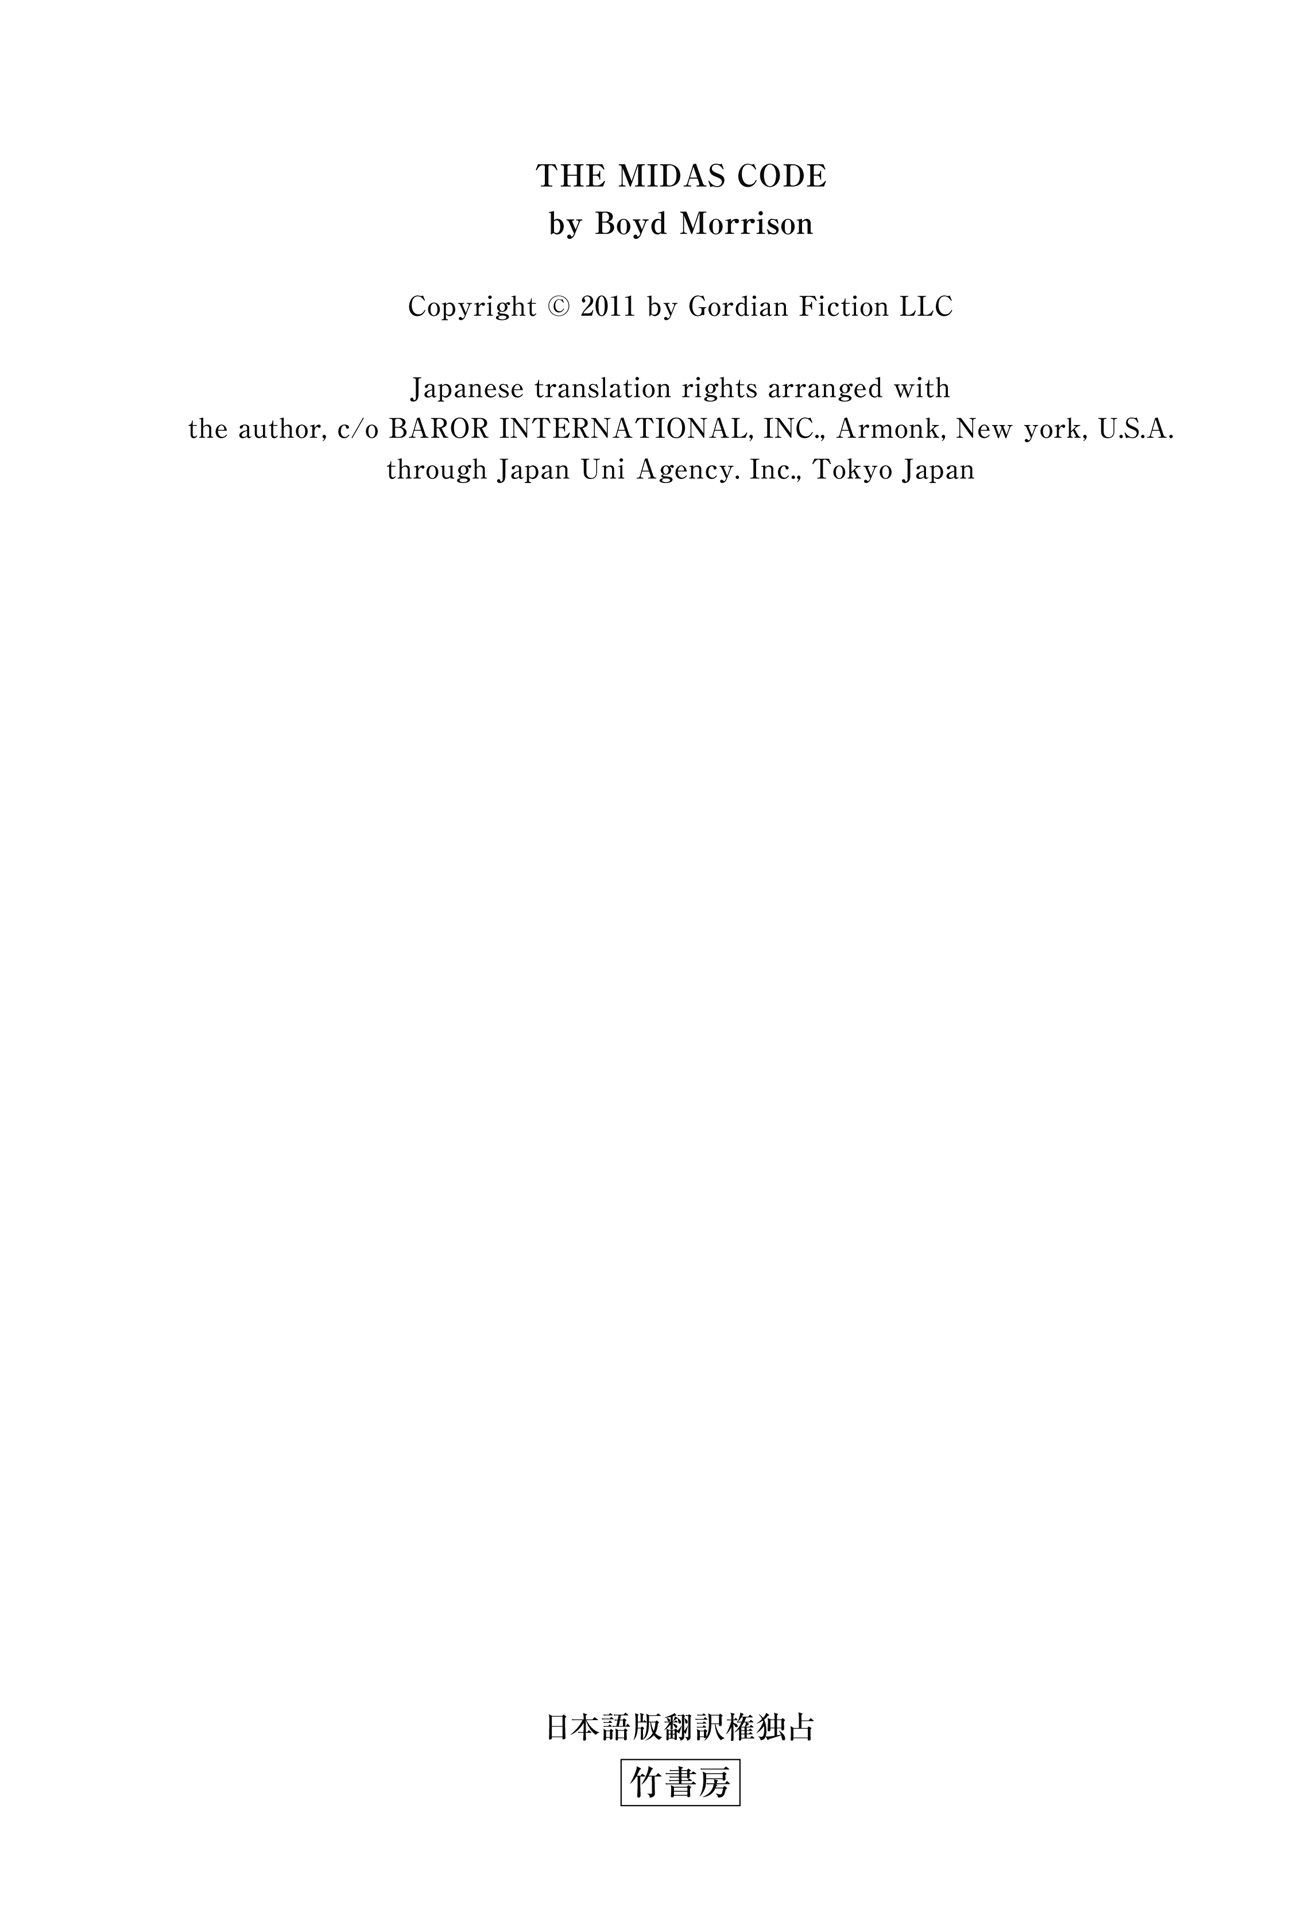 THE MIDAS CODE
by Boyd Morrison
Copyright © 2011 by Gordian Fiction LLC
Japanese translation rights arranged with
the author, c/o BAROR INTERNATIONAL, INC., Armonk, New york, U.S.A.
through Japan Uni Agency. Inc., Tokyo Japan
日本語版翻訳権独占
竹書房